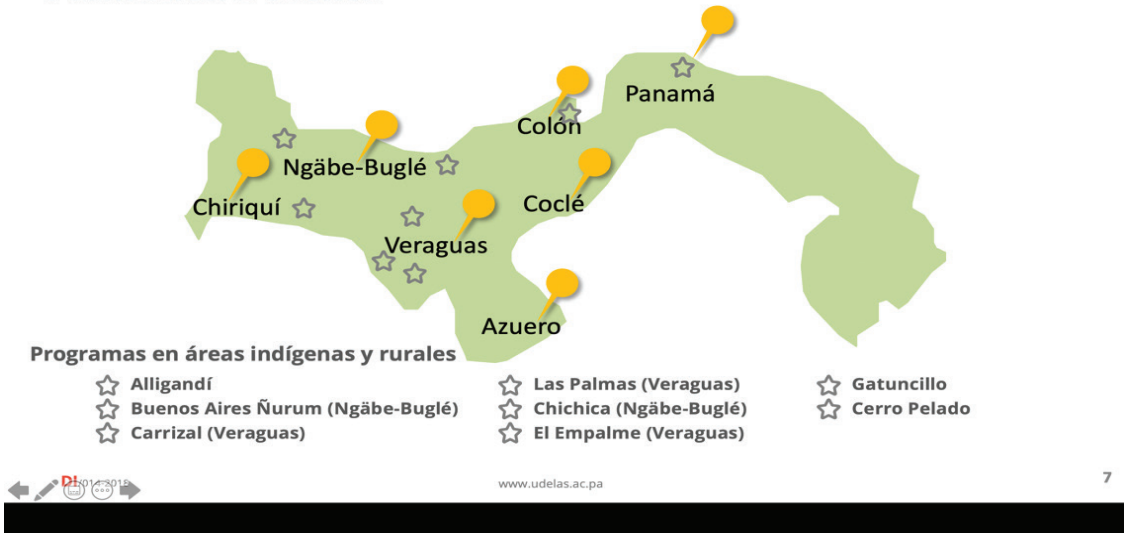 Panamá
Colón
Ngäbe-Buglé
Chiriquí
Coclé
Veraguas
Azuero
Programas en áreas indígenas y rurales
Alligandí
Buenos Aires Ñurum (Ngäbe-Buglé)
Carrizal (Veraguas)
Las Palmas (Veraguas)
Chichica (Ngäbe-Buglé)
El Empalme (Veraguas)
Gatuncillo
Cerro Pelado
www.udelas.ac.pa
7